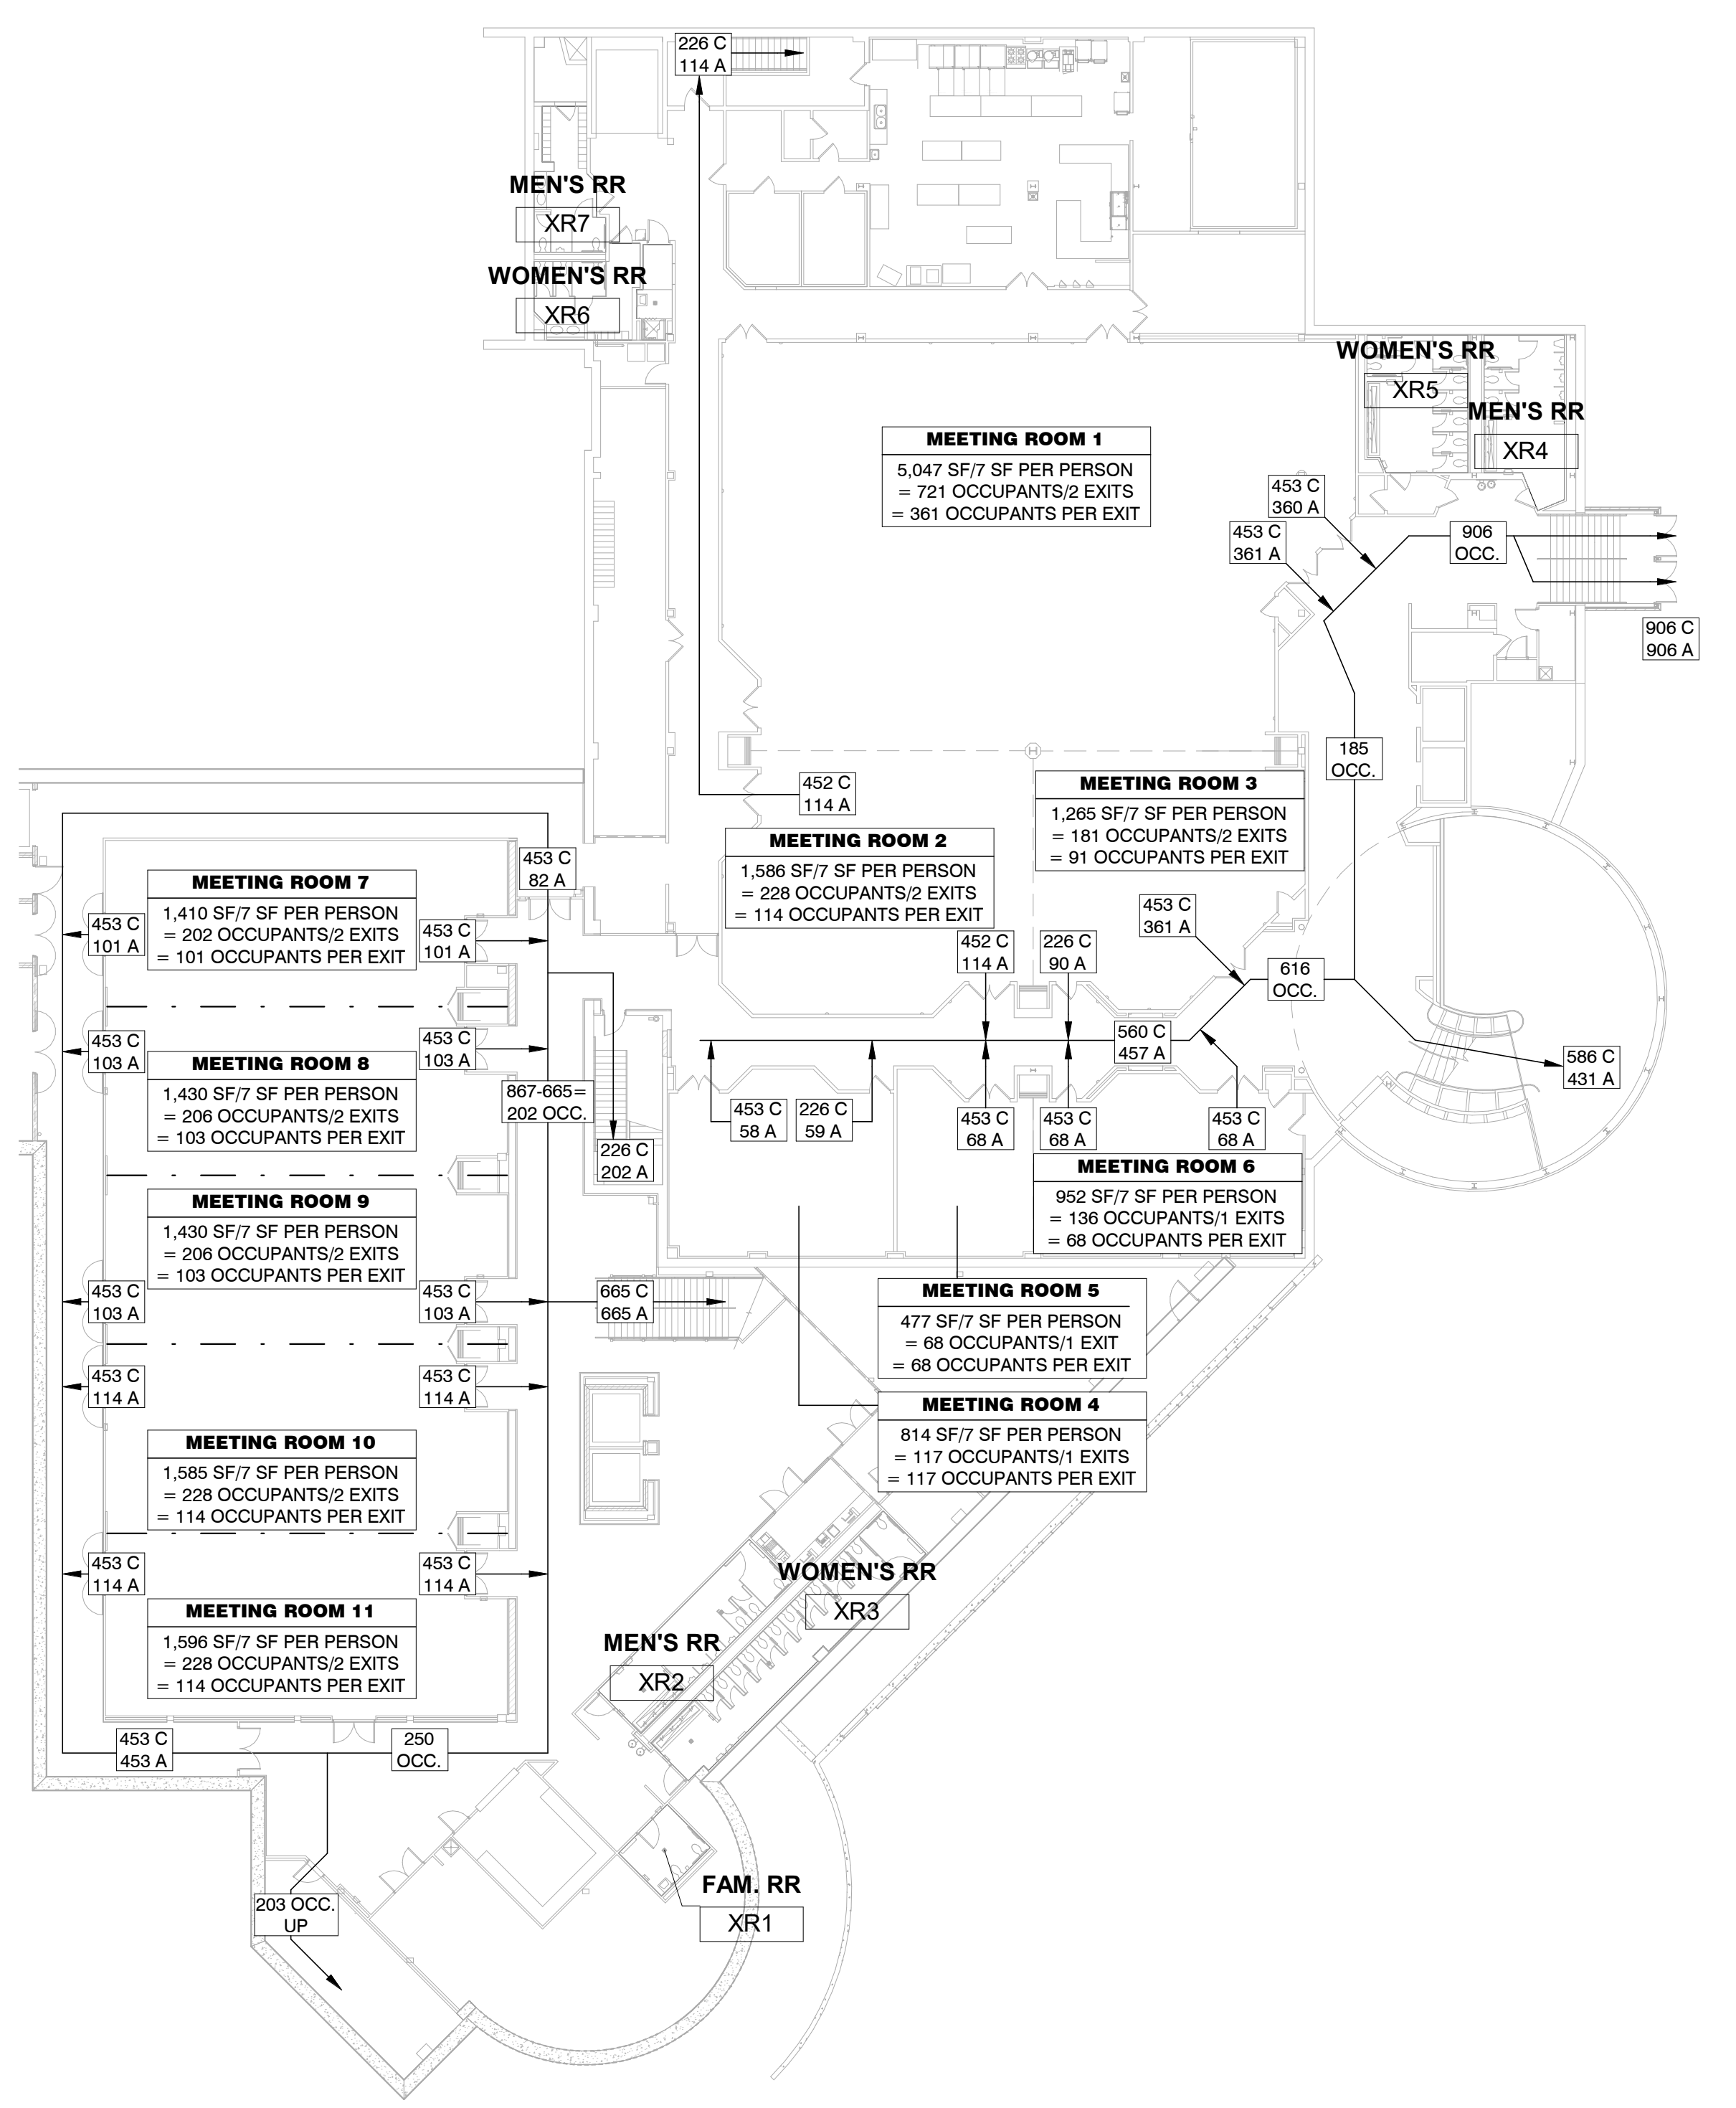 226 C
114 A
MEN'S RR
XR7
WOMEN'S RR
XR6
WOMEN'S RR
XR5
MEN'S RR
XR4
MEETING ROOM 1
5,047 SF/7 SF PER PERSON
= 721 OCCUPANTS/2 EXITS
= 361 OCCUPANTS PER EXIT
453 C
360 A
453 C
361 A
906
OCC.
906 C
906 A
185
OCC.
452 C
114 A
MEETING ROOM 3
1,265 SF/7 SF PER PERSON
= 181 OCCUPANTS/2 EXITS
= 91 OCCUPANTS PER EXIT
MEETING ROOM 2
1,586 SF/7 SF PER PERSON
= 228 OCCUPANTS/2 EXITS
= 114 OCCUPANTS PER EXIT
453 C
82 A
MEETING ROOM 7
1,410 SF/7 SF PER PERSON
= 202 OCCUPANTS/2 EXITS
= 101 OCCUPANTS PER EXIT
453 C
101 A
453 C
101 A
453 C
361 A
452 C
114 A
226 C
90 A
616
OCC.
560 C
457 A
586 C
431 A
453 C
103 A
453 C
103 A
MEETING ROOM 8
1,430 SF/7 SF PER PERSON
= 206 OCCUPANTS/2 EXITS
= 103 OCCUPANTS PER EXIT
867-665=
202 OCC.
226 C
202 A
453 C
58 A
226 C
59 A
453 C
68 A
453 C
68 A
453 C
68 A
MEETING ROOM 6
952 SF/7 SF PER PERSON
= 136 OCCUPANTS/1 EXITS
= 68 OCCUPANTS PER EXIT
MEETING ROOM 9
1,430 SF/7 SF PER PERSON
= 206 OCCUPANTS/2 EXITS
= 103 OCCUPANTS PER EXIT
453 C
103 A
453 C
103 A
665 C
665 A
MEETING ROOM 5
477 SF/7 SF PER PERSON
= 68 OCCUPANTS/1 EXIT
= 68 OCCUPANTS PER EXIT
453 C
114 A
453 C
114 A
MEETING ROOM 4
814 SF/7 SF PER PERSON
= 117 OCCUPANTS/1 EXITS
= 117 OCCUPANTS PER EXIT
MEETING ROOM 10
1,585 SF/7 SF PER PERSON
= 228 OCCUPANTS/2 EXITS
= 114 OCCUPANTS PER EXIT
453 C
114 A
453 C
114 A
WOMEN'S RR
XR3
MEETING ROOM 11
1,596 SF/7 SF PER PERSON
= 228 OCCUPANTS/2 EXITS
= 114 OCCUPANTS PER EXIT
MEN'S RR
XR2
453 C
453 A
250
OCC.
FAM. RR
XR1
203 OCC.
UP